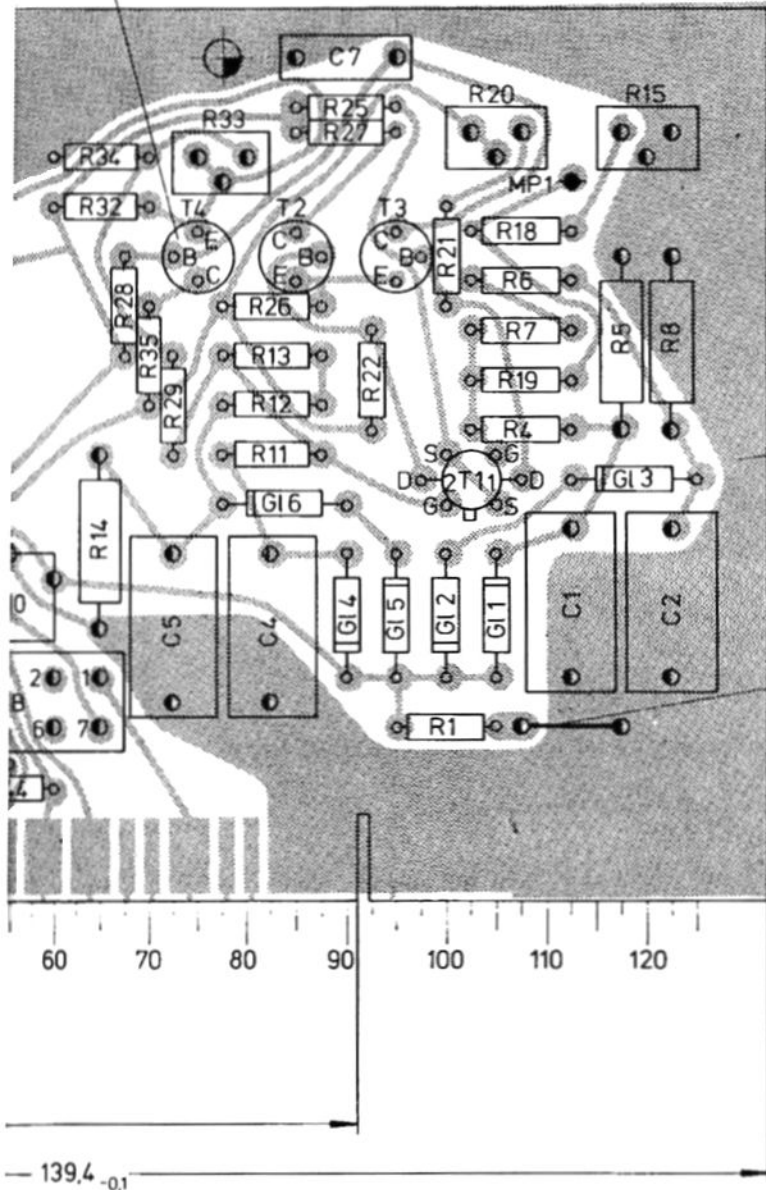 C7
R25
R20
R15
R33
R27
R34
MP1
R32
T4
T2
T3
E
C
C
R21
R18
B
B
B
C
E
E
R6
R28
R26
R35
R7
R5
R8
R13
R22
R29
R19
R12
R4
R11
S
G
D
2T11
D
Gl 3
G
S
Gl 6
R14
C5
C4
Gl 4
Gl 5
Gl 2
Gl 1
C1
C2
0
2
1
B
6
7
R1
4
60
70
80
90
100
110
120
139,4 -0,1